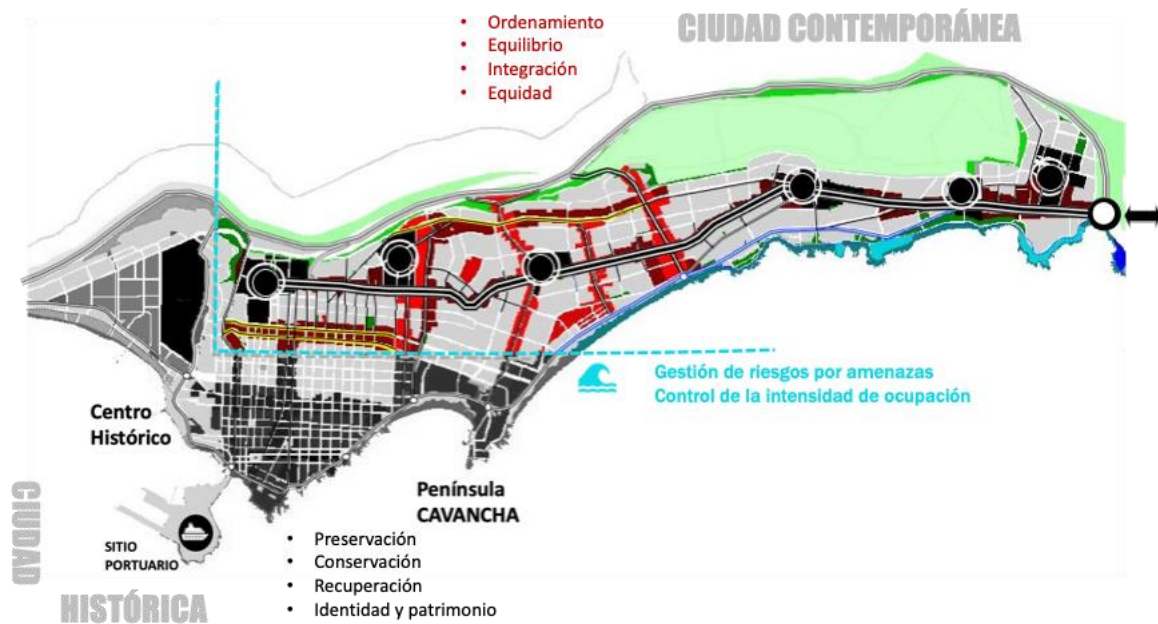 • Ordenamiento
• Equilibrio
• Integración
• Equidad
CIUDAD CONTEMPORÁNEA
Gestión de riesgos por amenazas
Control de la intensidad de ocupación
Centro
Histórico
Península
CAVANCHA
SITIO
PORTUARIO
• Preservación
• Conservación
• Recuperación
• Identidad y patrimonio
CIUDAD
HISTÓRICA